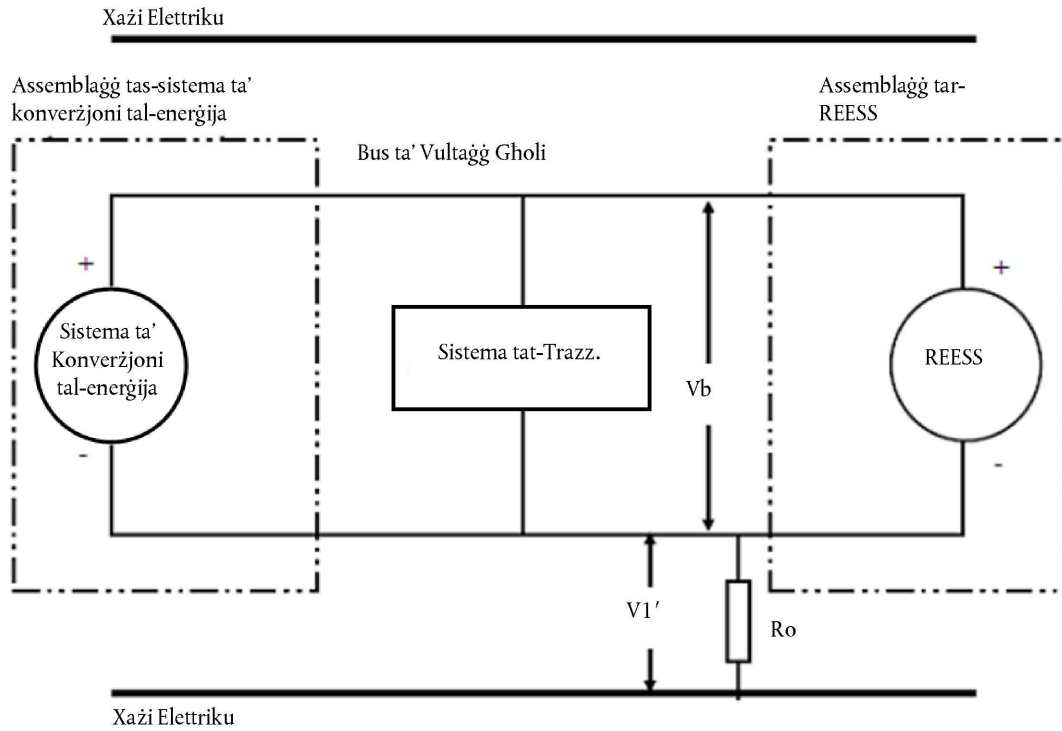 Xażi Elettriku
Assemblaġġ tas-sistema ta'
konverżjoni tal-enerġija
Assemblaġġ tar-
REESS
Bus ta' Vultaġġ Għoli
+
+
Sistema ta'
Konverżjoni
tal-enerġija
Sistema tat-Trazz.
REESS
Vb
-
-
V1'
Ro
Xażi Elettriku